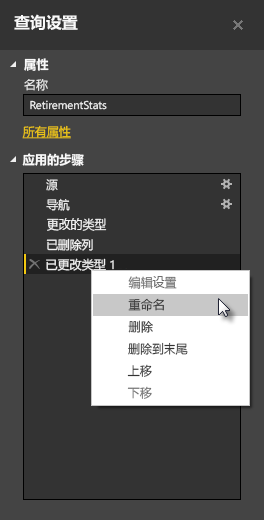 查询设置
属性
名称
RetirementStats
所有属性
应用的步骤
源
导航
更改的类型
已删除列
已更改类型 1
编辑设置
重命名
删除
删除到末尾
上移
下移